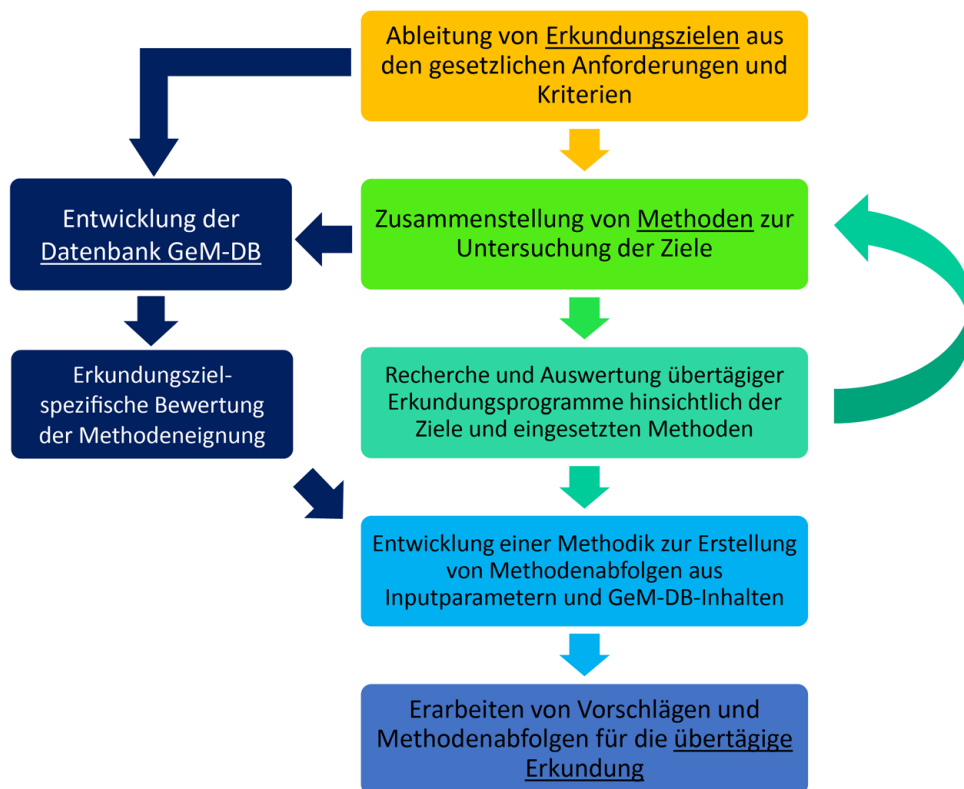 Ableitung von Erkundungszielen aus
den gesetzlichen Anforderungen und
Kriterien
Entwicklung der
Datenbank GeM-DB
Zusammenstellung von Methoden zur
Untersuchung der Ziele
Erkundungsziel-
spezifische Bewertung
der Methodeneignung
Recherche und Auswertung übertägiger
Erkundungsprogramme hinsichtlich der
Ziele und eingesetzten Methoden
Entwicklung einer Methodik zur Erstellung
von Methodenabfolgen aus
Inputparametern und GeM-DB-Inhalten
Erarbeiten von Vorschlägen und
Methodenabfolgen für die übertägige
Erkundung